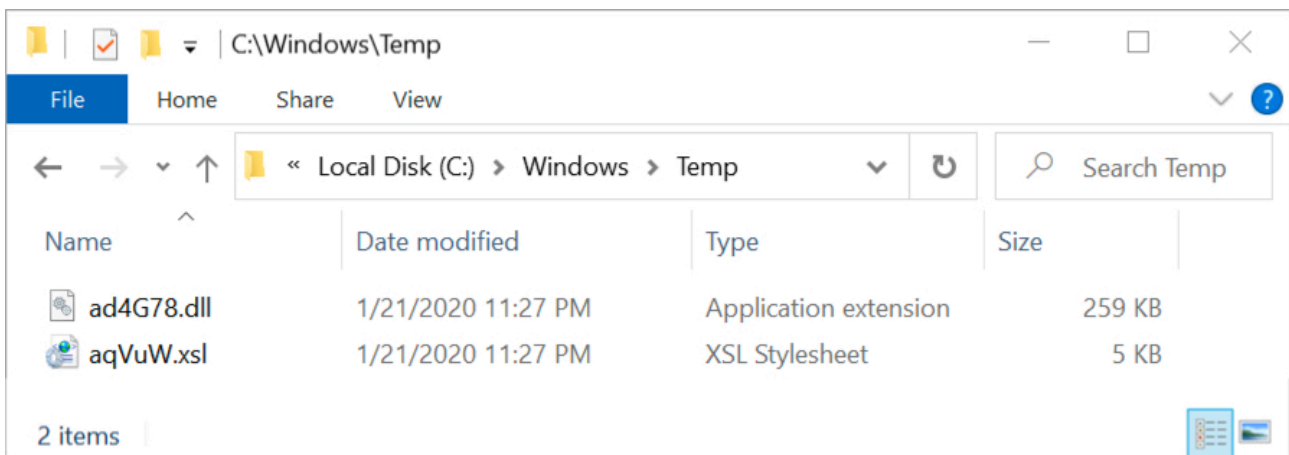 C:\Windows\Temp
File Home Share View ?
« Local Disk (C:) > Windows > Temp Search Temp
Name Date modified Type Size
ad4G78.dll 1/21/2020 11:27 PM Application extension 259 KB
aqVuW.xsl 1/21/2020 11:27 PM XSL Stylesheet 5 KB
2 items